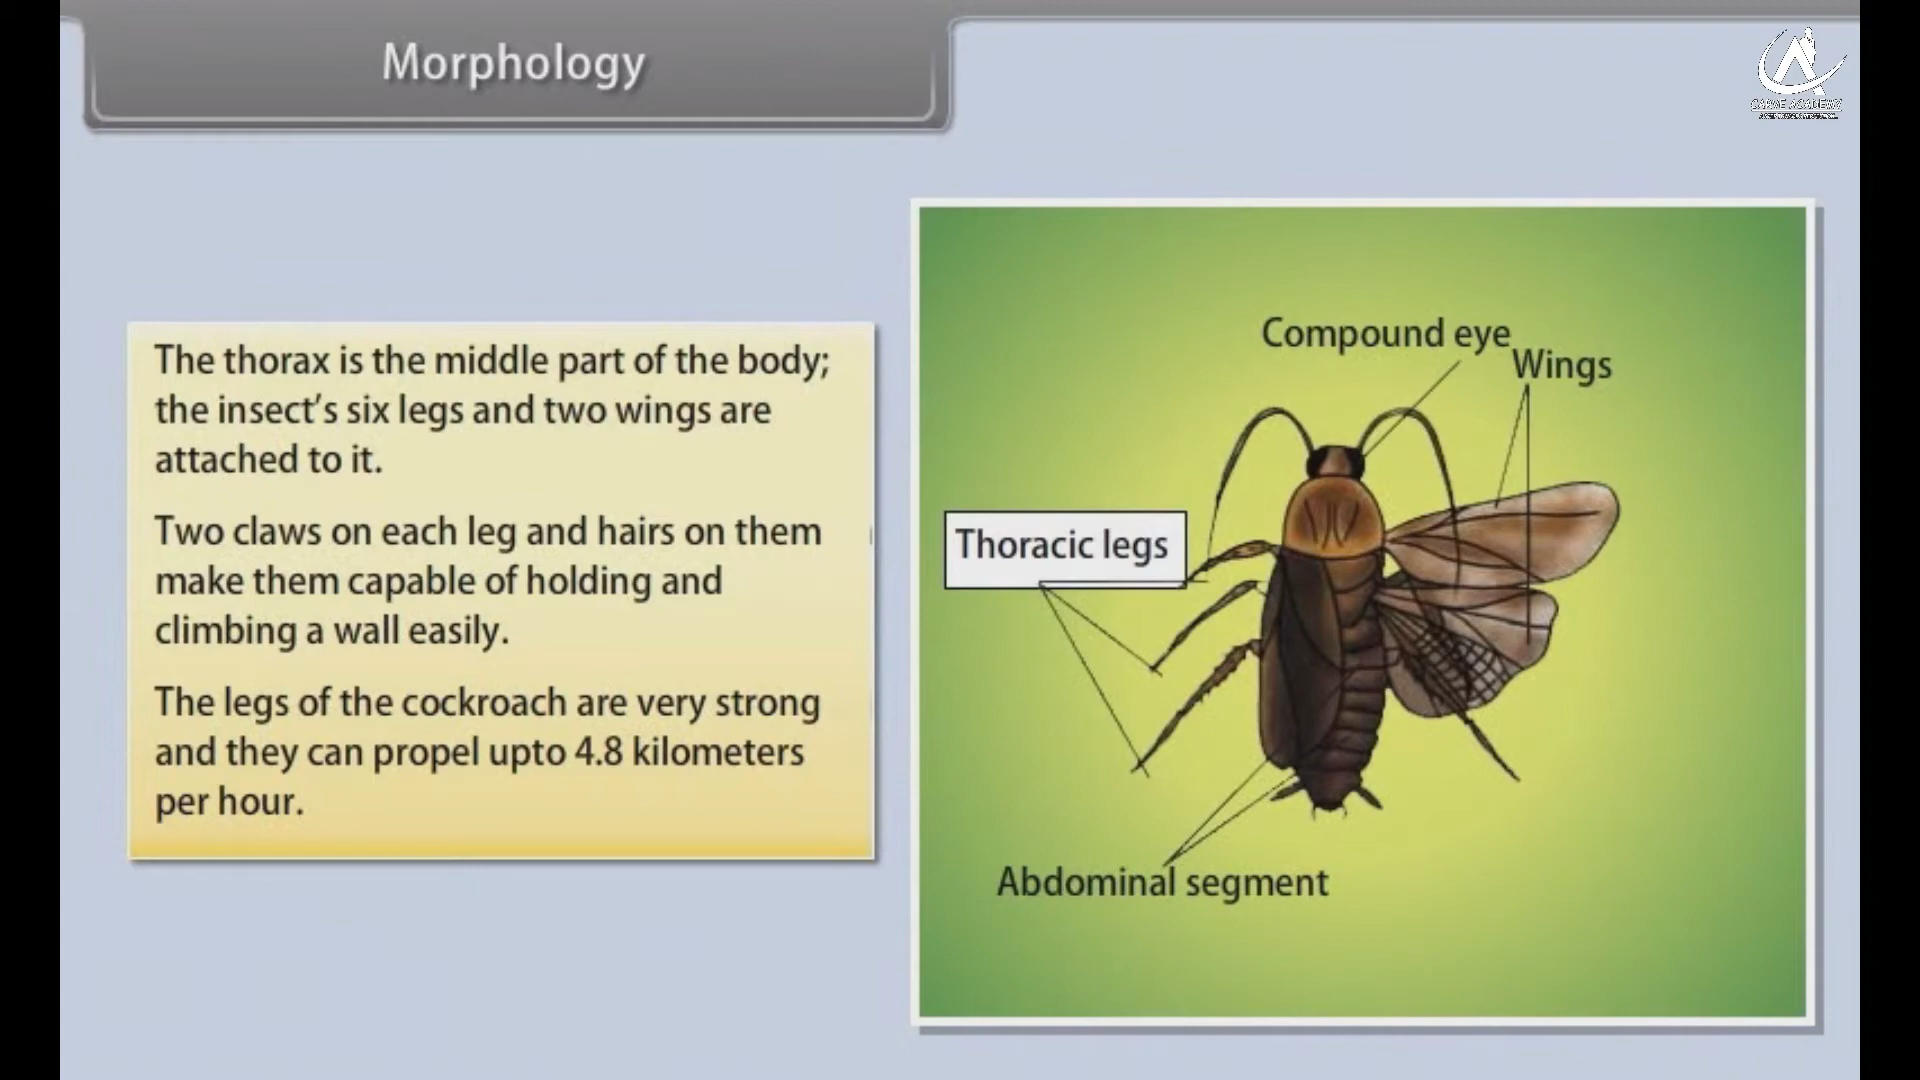 Morphology
CARVE ACADEMY
The thorax is the middle part of the body;
the insect's six legs and two wings are
attached to it.
Two claws on each leg and hairs on them
make them capable of holding and
climbing a wall easily.
The legs of the cockroach are very strong
and they can propel upto 4.8 kilometers
per hour.
Compound eye
Wings
Thoracic legs
Abdominal segment